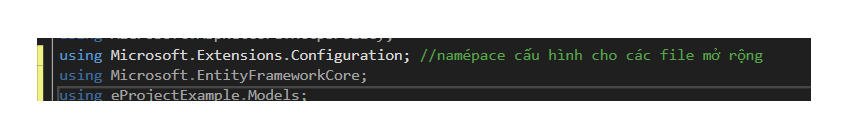 using Microsoft.Extensions.Configuration; //namépace cấu hình cho các file mở rộng
using Microsoft.EntityFrameworkCore;
using eProjectExample.Models;